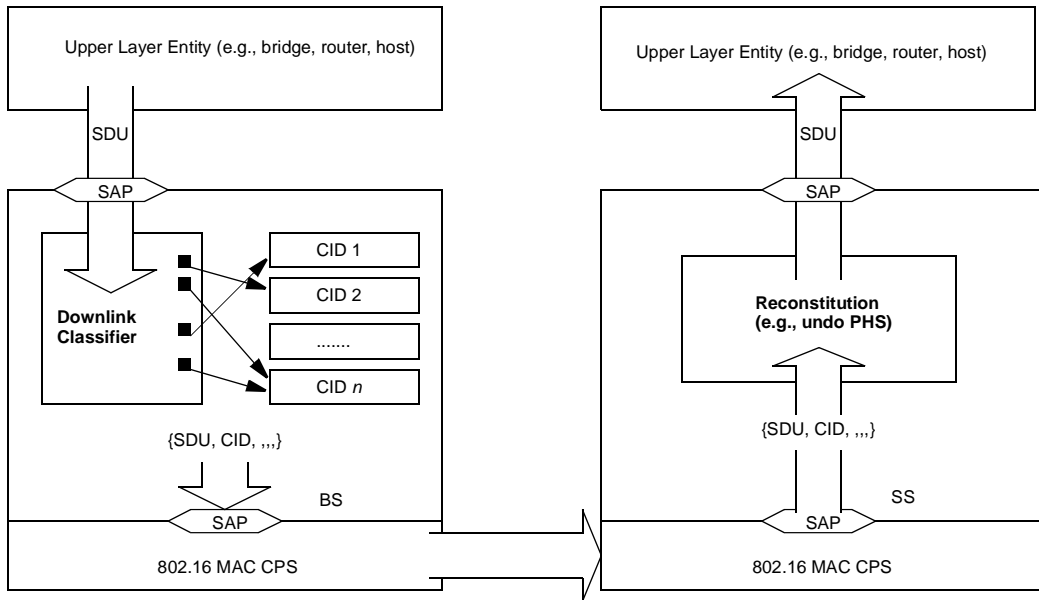 Upper Layer Entity (e.g., bridge, router, host)
SDU
SAP
Downlink
Classifier
CID 1
CID 2
.......
CID n
{SDU, CID, ,,,}
BS
SAP
802.16 MAC CPS
Upper Layer Entity (e.g., bridge, router, host)
SDU
SAP
Reconstitution
(e.g., undo PHS)
{SDU, CID, ,,,}
SS
SAP
802.16 MAC CPS